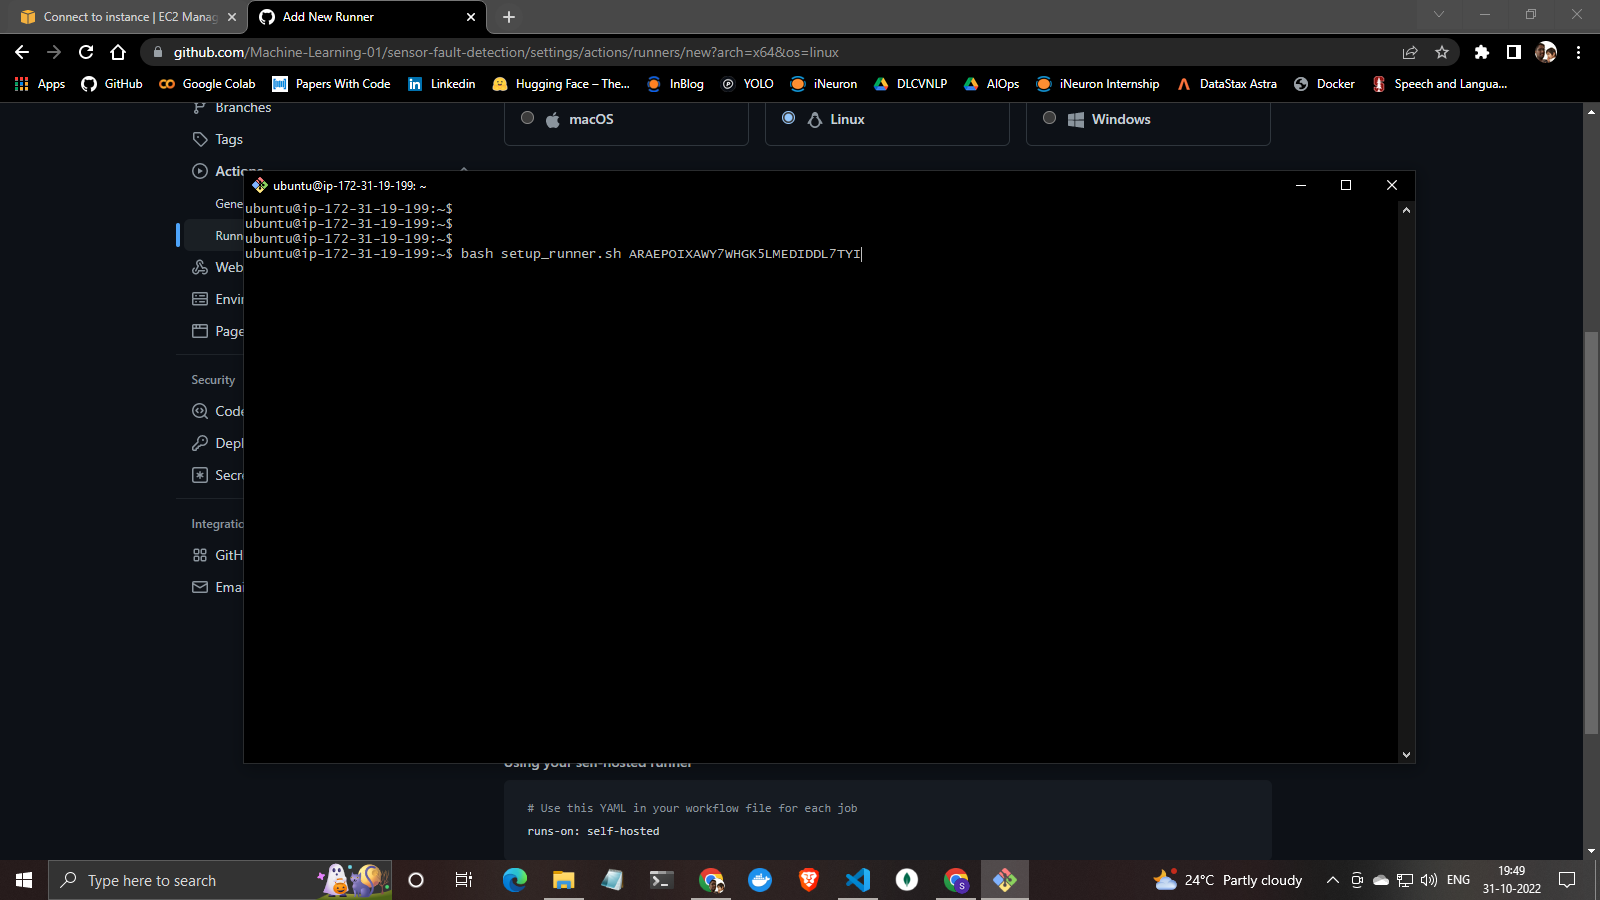 Connect to instance | EC2 Manag
Add New Runner
github.com/Machine-Learning-01/sensor-fault-detection/settings/actions/runners/new?arch=x64&os=linux
Apps GitHub Google Colab Papers With Code Linkedin Hugging Face – The... InBlog YOLO iNeuron DLCVNLP AIOps iNeuron Internship DataStax Astra Docker Speech and Langua...
Branches
Tags
Actions
Gene
Runn
Web
Envi
Page
Security
Code
Depl
Secre
Integratio
GitH
Emai
macOS
Linux
Windows
ubuntu@ip-172-31-19-199: ~
ubuntu@ip-172-31-19-199:~$
ubuntu@ip-172-31-19-199:~$
ubuntu@ip-172-31-19-199:~$
ubuntu@ip-172-31-19-199:~$ bash setup_runner.sh ARAEPOIXAWY7WHGK5LMEDIDDL7TYI
Using your self-hosted runner
# Use this YAML in your workflow file for each job
runs-on: self-hosted
Type here to search
24°C Partly cloudy
ENG
19:49
31-10-2022